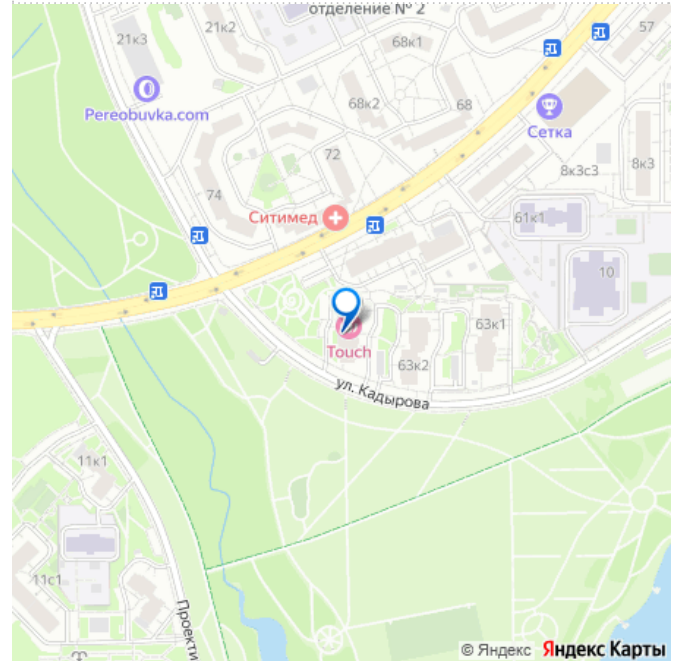 отделение № 2
21к3
21к2
68к1
57
Pereobuvka.com
68к2
68
Сетка
8к3с3
8к3
72
74
Ситимед
61к1
10
63к1
Touch
63к2
ул. Кадырова
11к1
11с1
Проекти
© Яндекс Яндекс Карты